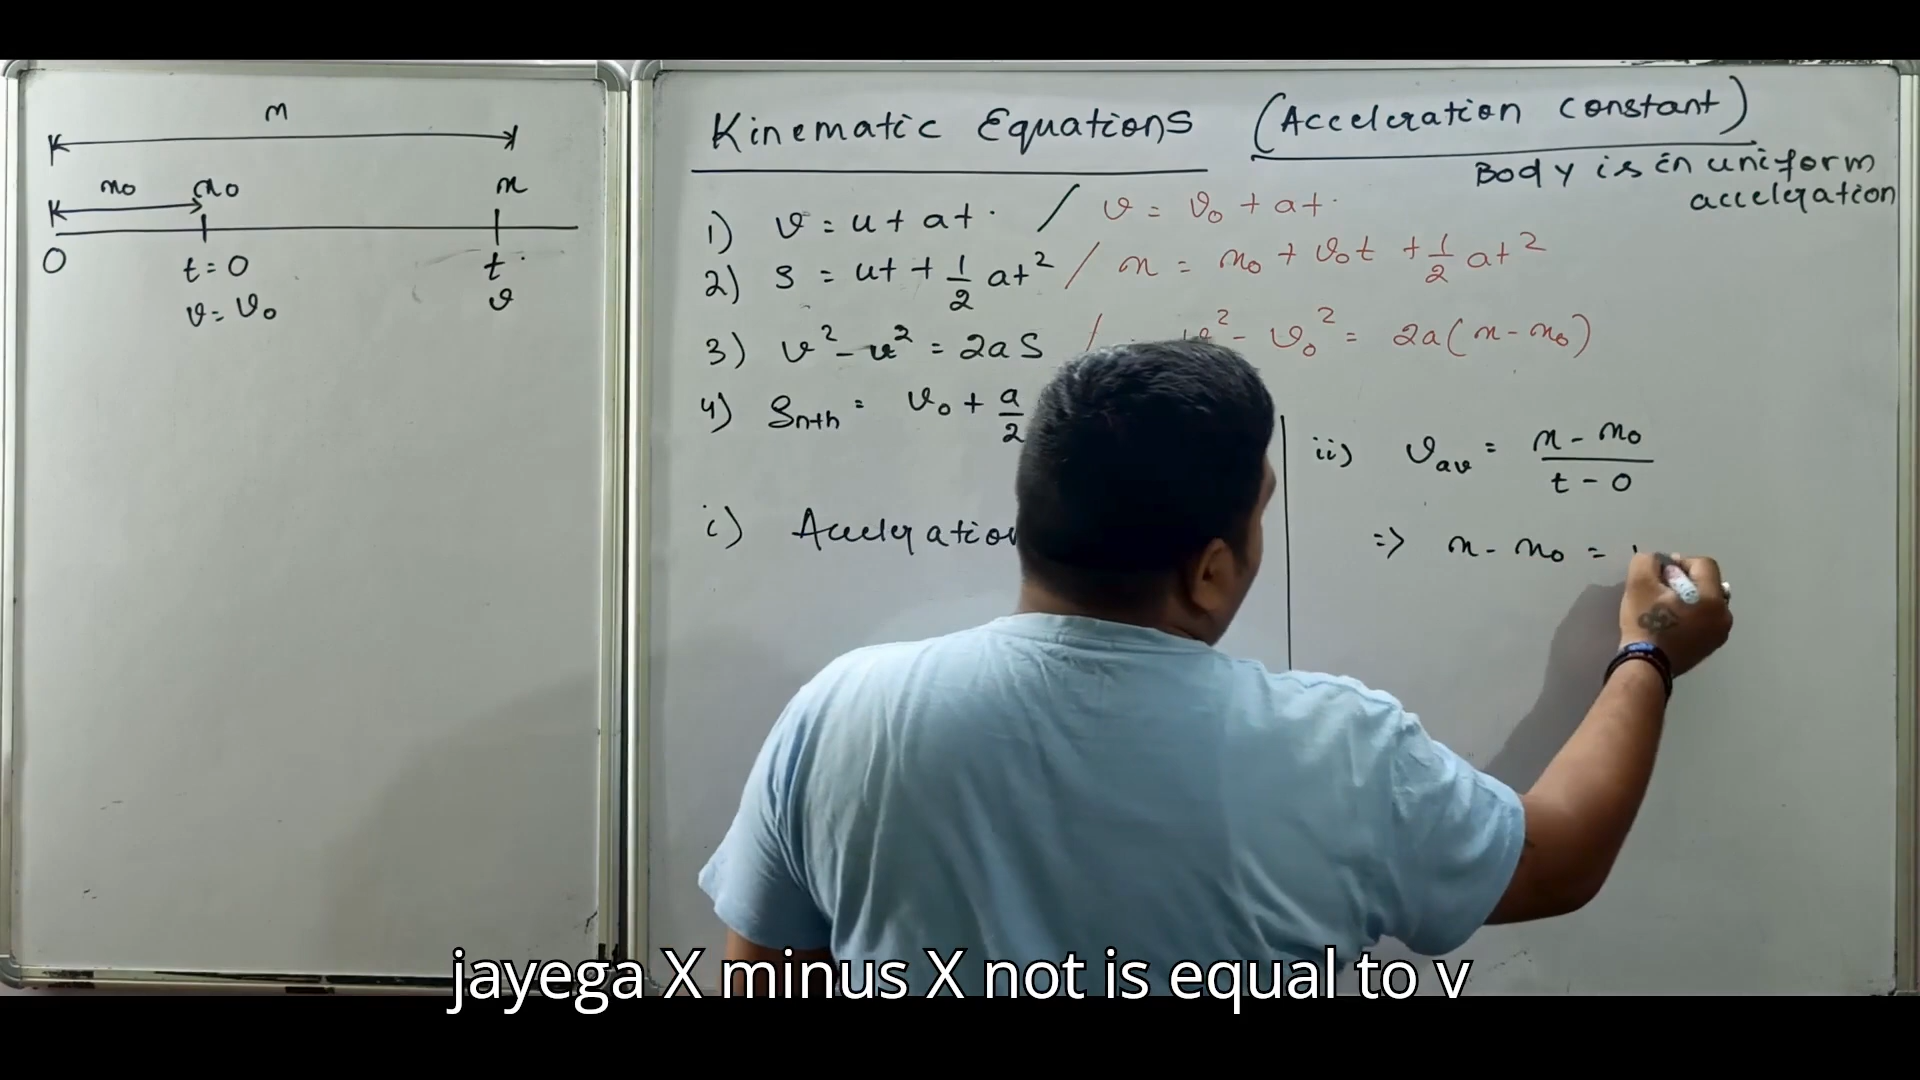 x
x₀ x₀ x
O t = 0 t
v = v₀ v
Kinematic Equations (Acceleration constant)
Body is in uniform
acceleration
1) v = u + at / v = v₀ + at
2) S = ut + 1/2 at² / x = x₀ + v₀t + 1/2 at²
3) v² - u² = 2aS / v² - v₀² = 2a(x - x₀)
4) Snth = v₀ + a/2
i) Acceleration
ii) vav = x - x₀ / t - 0
=> x - x₀ =
jayega X minus X not is equal to v